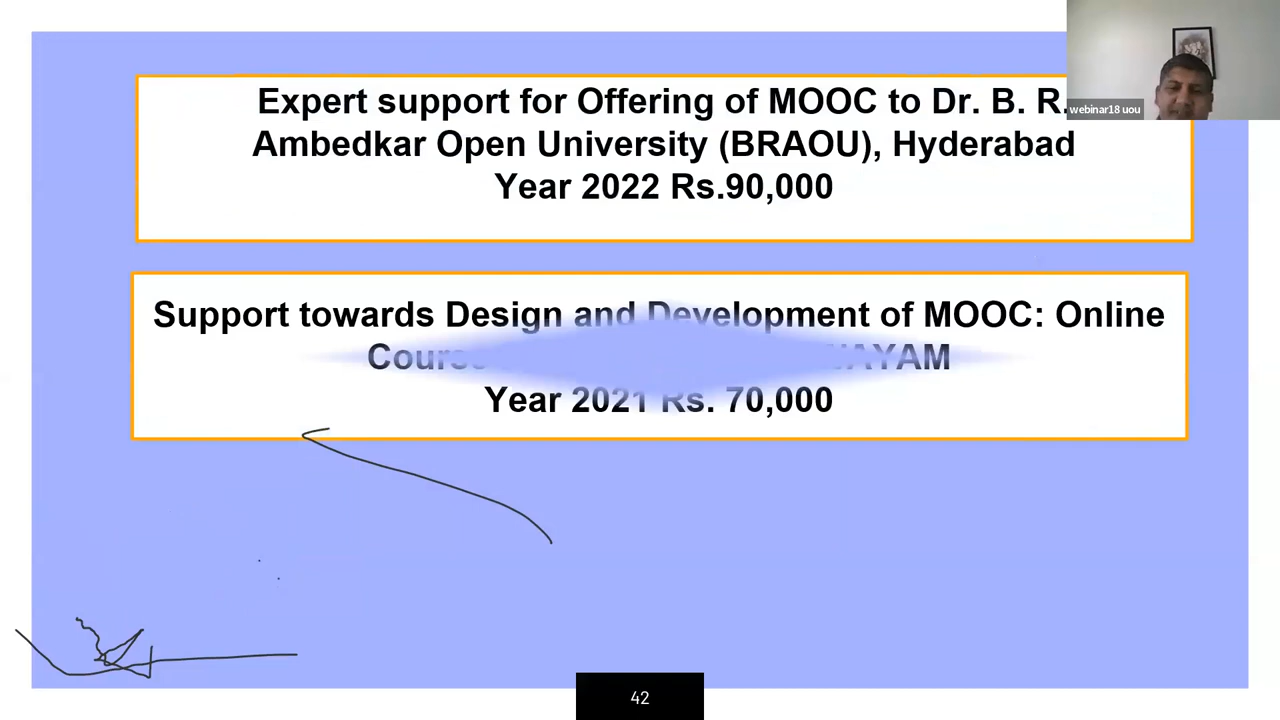 Expert support for Offering of MOOC to Dr. B. R.
Ambedkar Open University (BRAOU), Hyderabad
Year 2022 Rs.90,000
webinar18 uou
Support towards Design and Development of MOOC: Online
Year 2021 Rs. 70,000
42